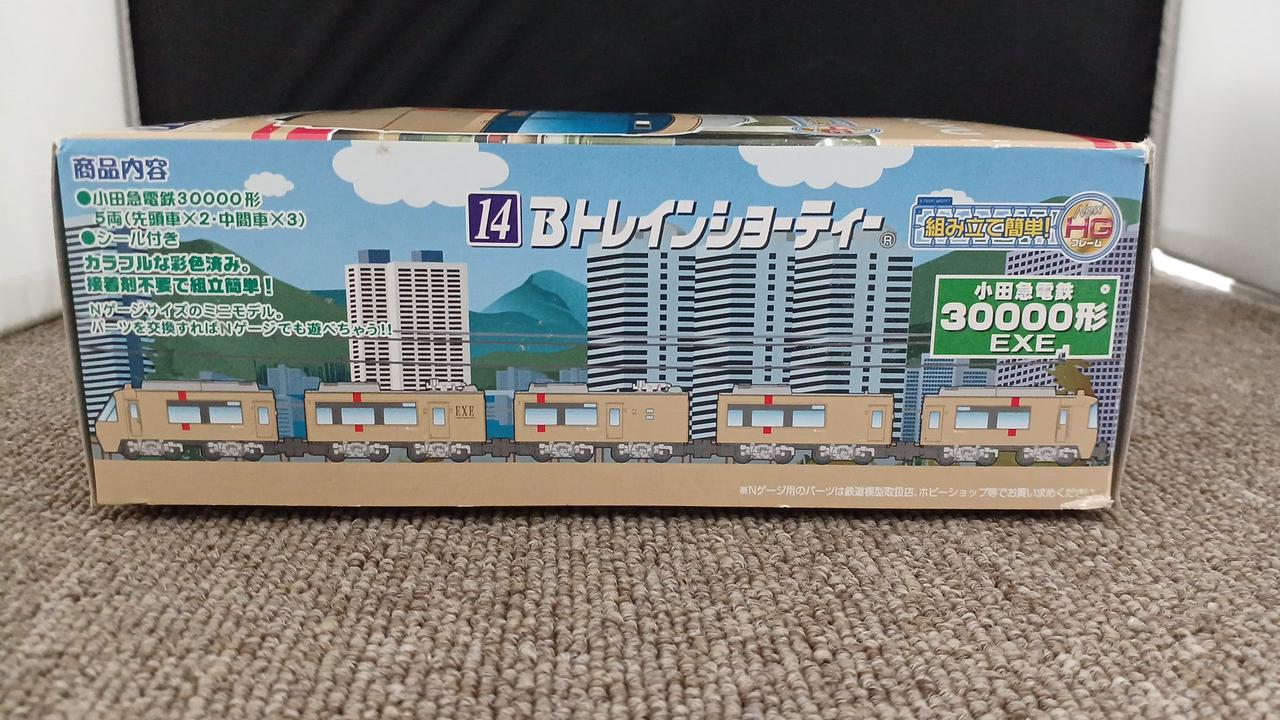 商品内容
●小田急電鉄30000形
5両(先頭車×2・中間車×3)
●シール付き
カラフルな彩色済み。
接着剤不要で組立簡単!
Nゲージサイズのミニモデル。
パーツを交換すればNゲージでも遊べちゃう!!
14 Bトレインショーティー®
組み立て簡単!
New
HG
フレーム
小田急電鉄
30000形
EXE
EXE
※Nゲージ用のパーツは鉄道模型取扱店、ホビーショップ等でお買い求めください